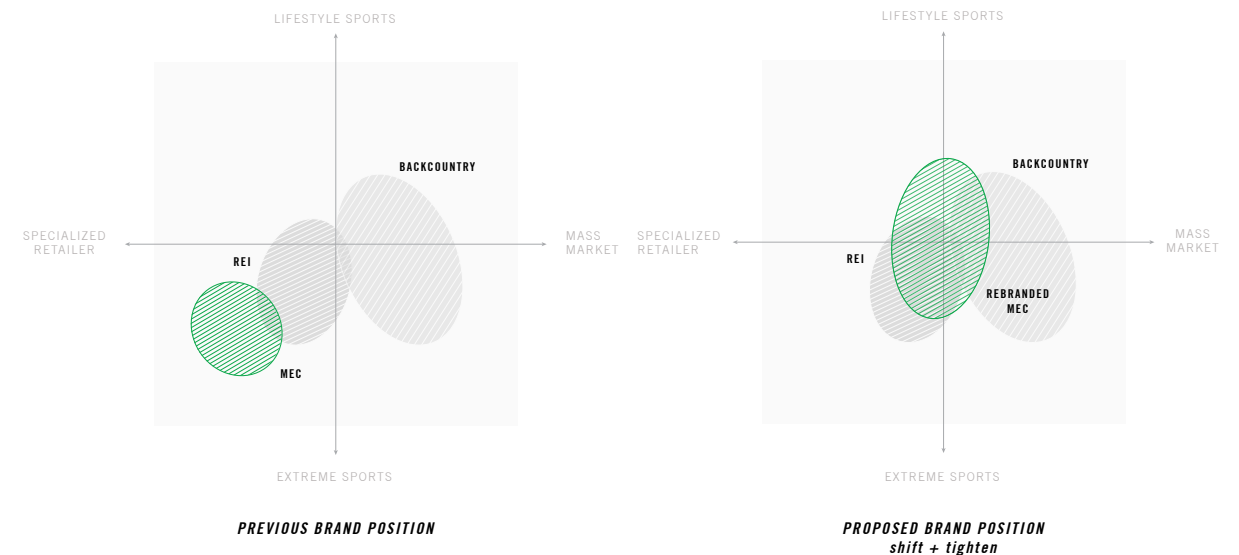 LIFESTYLE SPORTS
BACKCOUNTRY
SPECIALIZED
RETAILER
MASS
MARKET
REI
MEC
EXTREME SPORTS
PREVIOUS BRAND POSITION
LIFESTYLE SPORTS
BACKCOUNTRY
SPECIALIZED
RETAILER
MASS
MARKET
REI
REBRANDED
MEC
EXTREME SPORTS
PROPOSED BRAND POSITION
shift + tighten